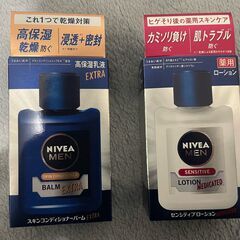 これ1つで乾燥対策
高保湿
乾燥防ぐ
浸透+密封
高保湿乳液
EXTRA
NIVEA
MEN
BALM EXTRA
スキンコンディショナーバーム
EXTRA
ヒゲそり後の薬用スキンケア
カミソリ負け
防ぐ
肌トラブル
防ぐ
薬用
ローション
NIVEA
MEN
SENSITIVE
LOTION
MEDICATED
センシティブローション